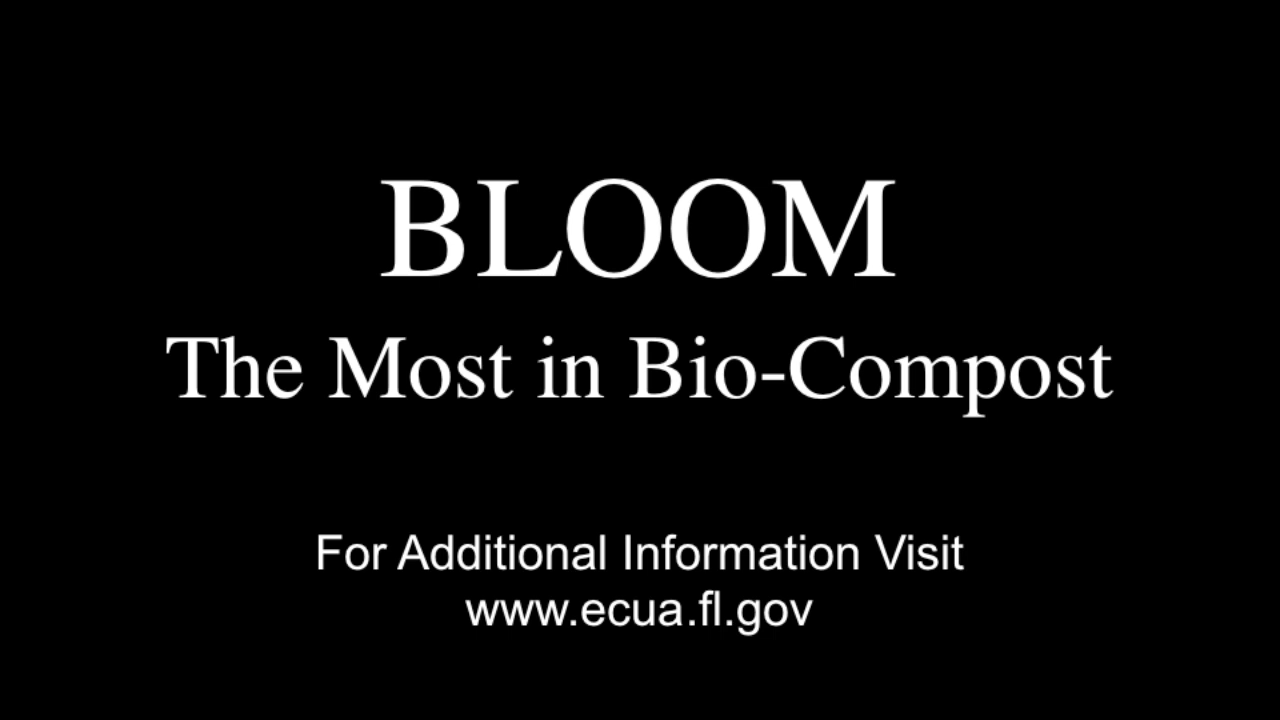 BLOOM
The Most in Bio-Compost
For Additional Information Visit
www.ecua.fl.gov